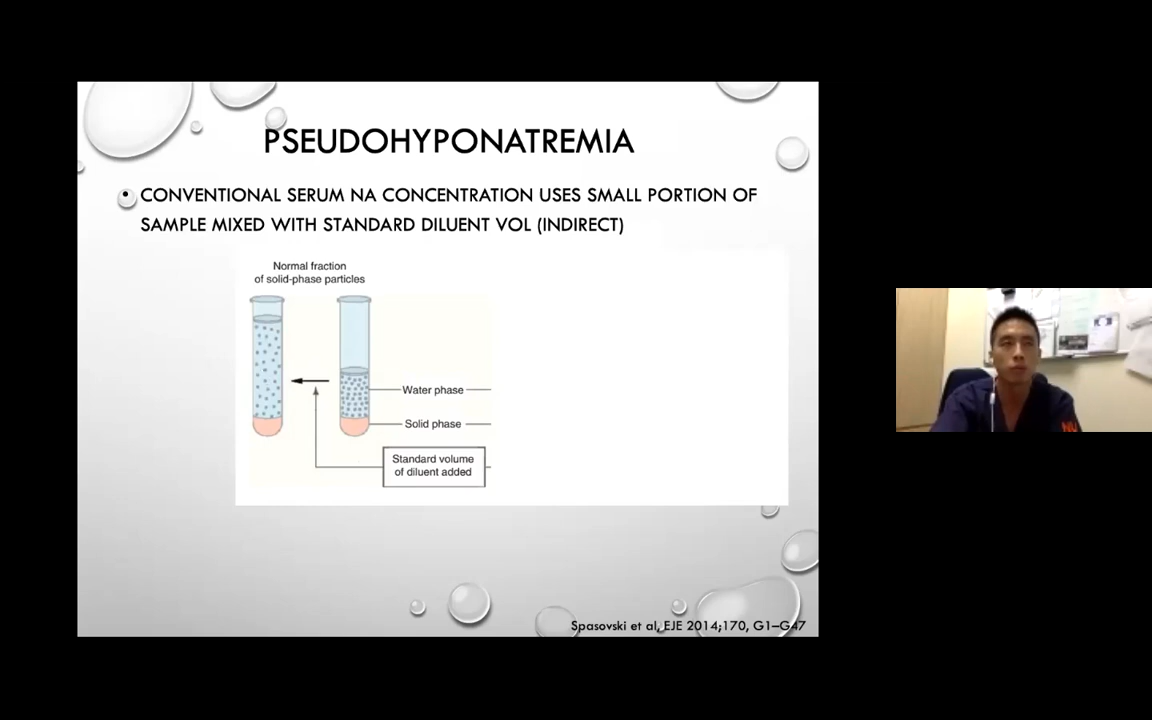 PSEUDOHYPONATREMIA
CONVENTIONAL SERUM NA CONCENTRATION USES SMALL PORTION OF
SAMPLE MIXED WITH STANDARD DILUENT VOL (INDIRECT)
Normal fraction
of solid-phase particles
Water phase
Solid phase
Standard volume
of diluent added
Spasovski et al, EJE 2014;170, G1–G47
NU